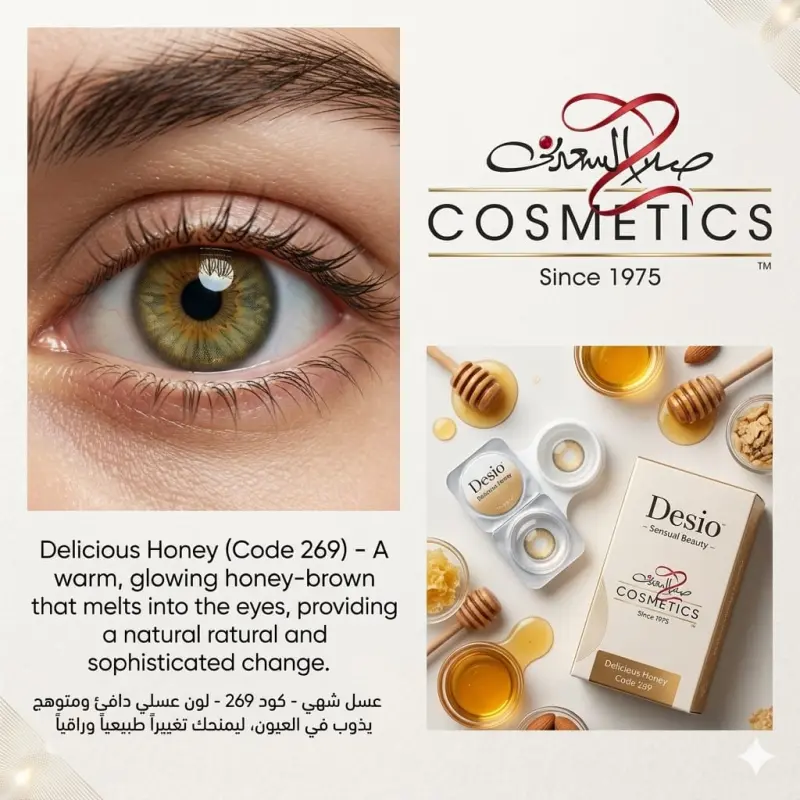 COSMETICS
Since 1975
TM
Delicious Honey (Code 269) – A
warm, glowing honey-brown
that melts into the eyes, providing
a natural ratural and
sophisticated change.
عسل شهي - كود 269 - لون عسلي دافئ ومتوهج
يذوب في العيون، ليمنحك تغييراً طبيعياً وراقياً
Desio
Delicious Honey
Desio
- Sensual Beauty -
COSMETICS
Since 1975
Delicious Honey
Code 269